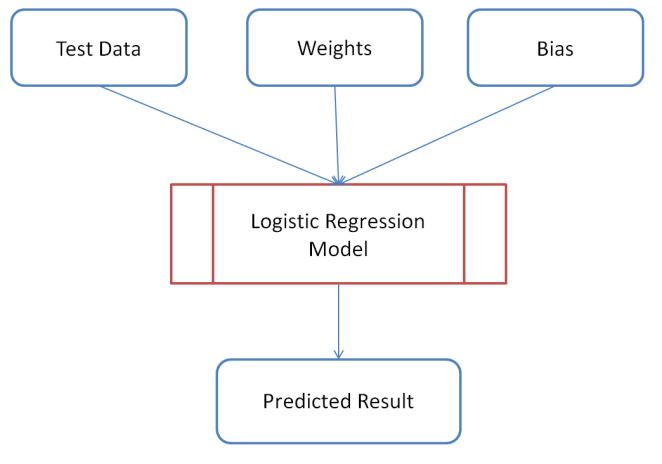 Test Data
Weights
Bias
Logistic Regression
Model
Predicted Result